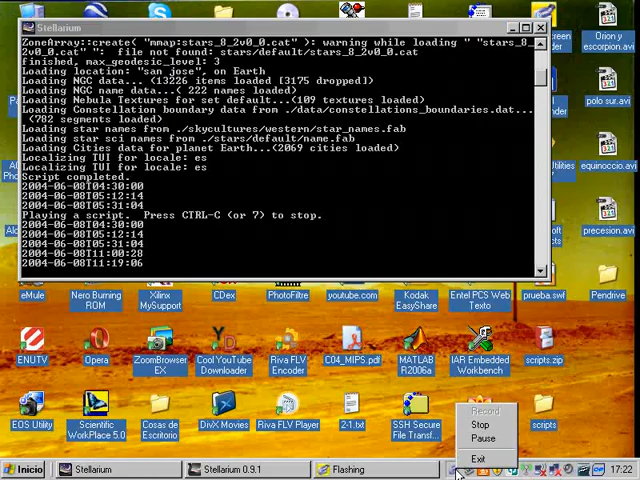 Stellarium
ZoneArray::create( "mmap:stars_8_2v0_0.cat" ): warning while loading " "stars_8_
2v0_0.cat" ":  file not found: stars/default/stars_8_2v0_0.cat
finished, max_geodesic_level: 3
Loading location: "san jose", on Earth
Loading NGC data... (13226 items loaded [3175 dropped])
Loading NGC name data...( 222 names loaded)
Loading Nebula Textures for set default...(109 textures loaded)
Loading Constellation boundary data from ./data/constellations_boundaries.dat...
(782 segments loaded)
Loading star names from ./skycultures/western/star_names.fab
Loading star sci names from ./stars/default/name.fab
Loading Cities data for planet Earth...(2069 cities loaded)
Localizing TUI for locale: es
Localizing TUI for locale: es
Script completed.
2004-06-08T04:30:00
2004-06-08T05:12:14
2004-06-08T05:31:04
Playing a script.  Press CTRL-C (or 7) to stop.
2004-06-08T04:30:00
2004-06-08T05:12:14
2004-06-08T05:31:04
2004-06-08T11:00:28
2004-06-08T11:19:06
Orion y
escorpion.avi
polo sur.avi
Utilities
equinoccio.avi
precesion.avi
eMule
Nero Burning
ROM
Xilinx
MySupport
CDex
PhotoFiltre
youtube.com
Kodak
EasyShare
Entel PCS Web
Texto
prueba.swf
Pendrive
ENUTV
Opera
ZoomBrowser
EX
Cool YouTube
Downloader
Riva FLV
Encoder
C04_MIPS.pdf
MATLAB
R2006a
IAR Embedded
Workbench
scripts.zip
EOS Utility
Scientific
WorkPlace 5.0
Cosas de
Escritorio
DivX Movies
Riva FLV Player
2-1.txt
SSH Secure
File Transf...
scripts
Record
Stop
Pause
Exit
Inicio
Stellarium
Stellarium 0.9.1
Flashing
17:22